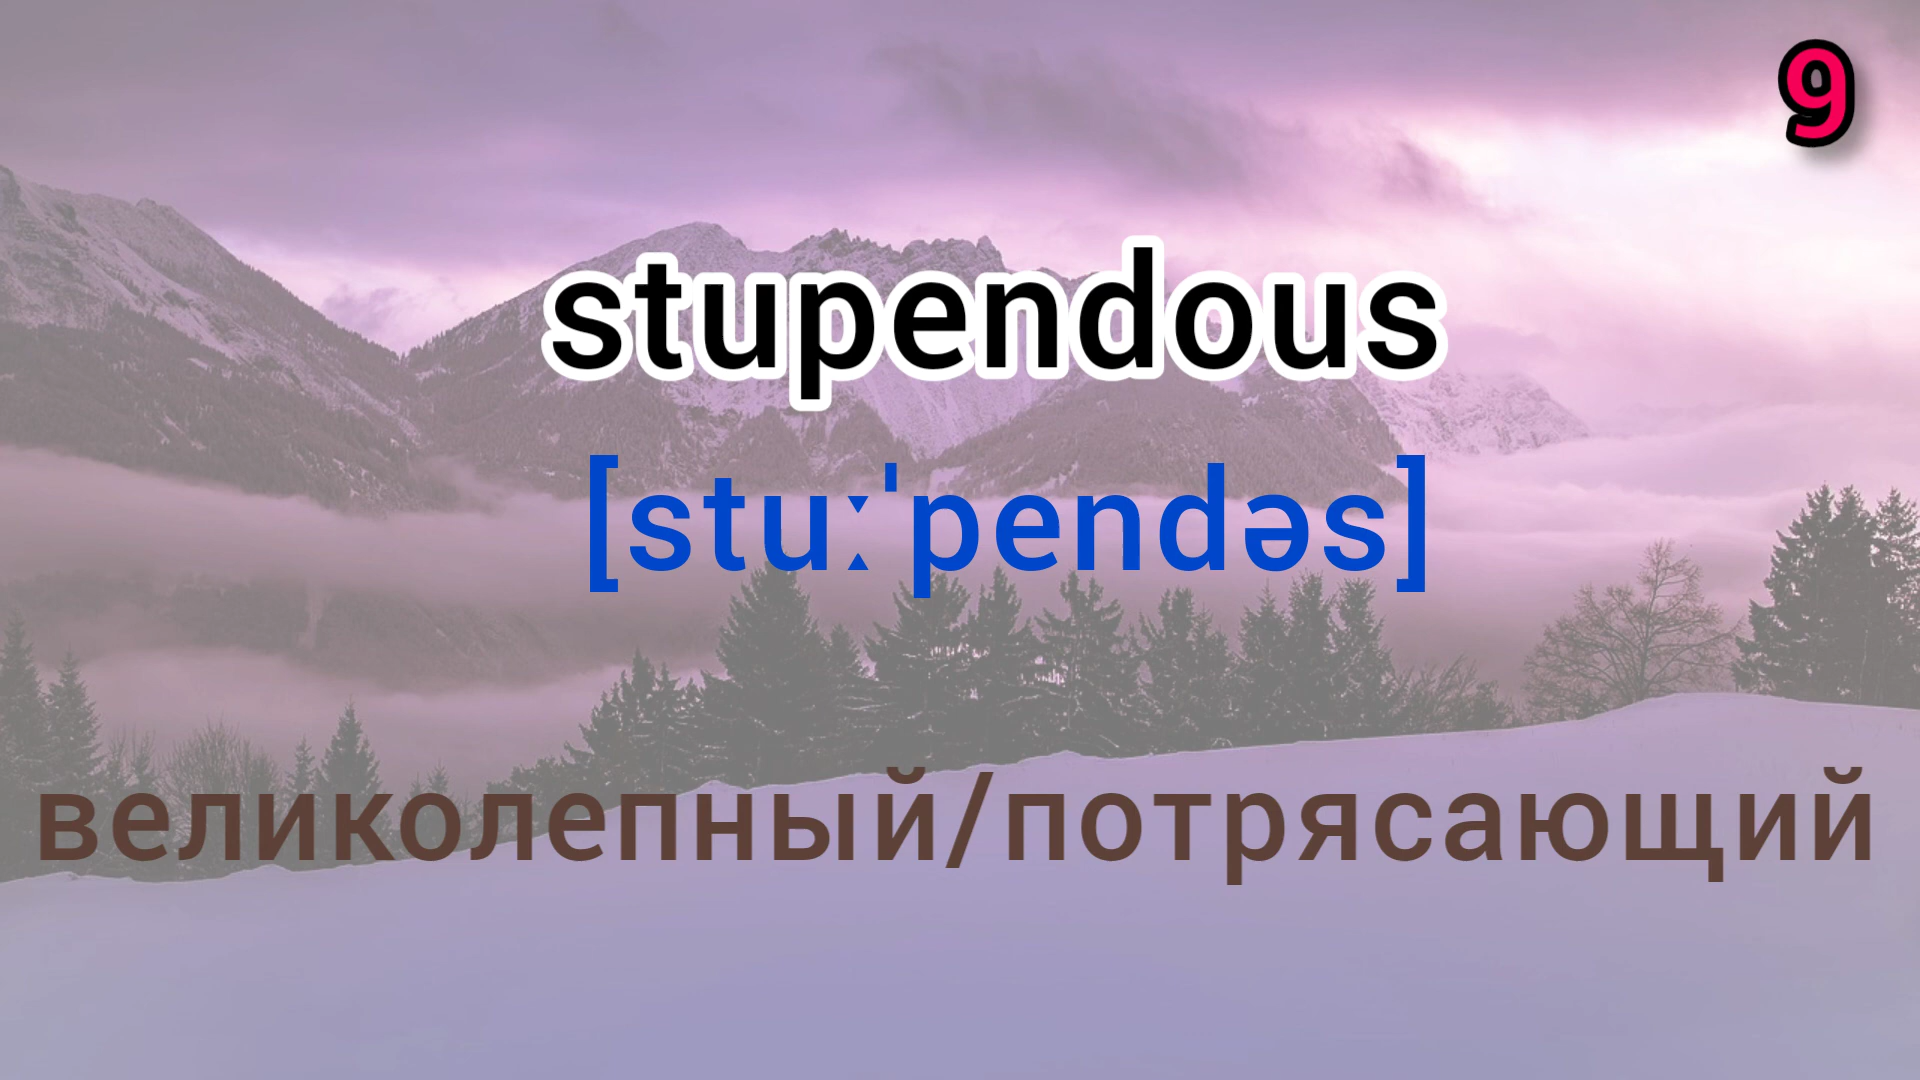 9
stupendous
[stuːˈpendəs]
великолепный/потрясающий